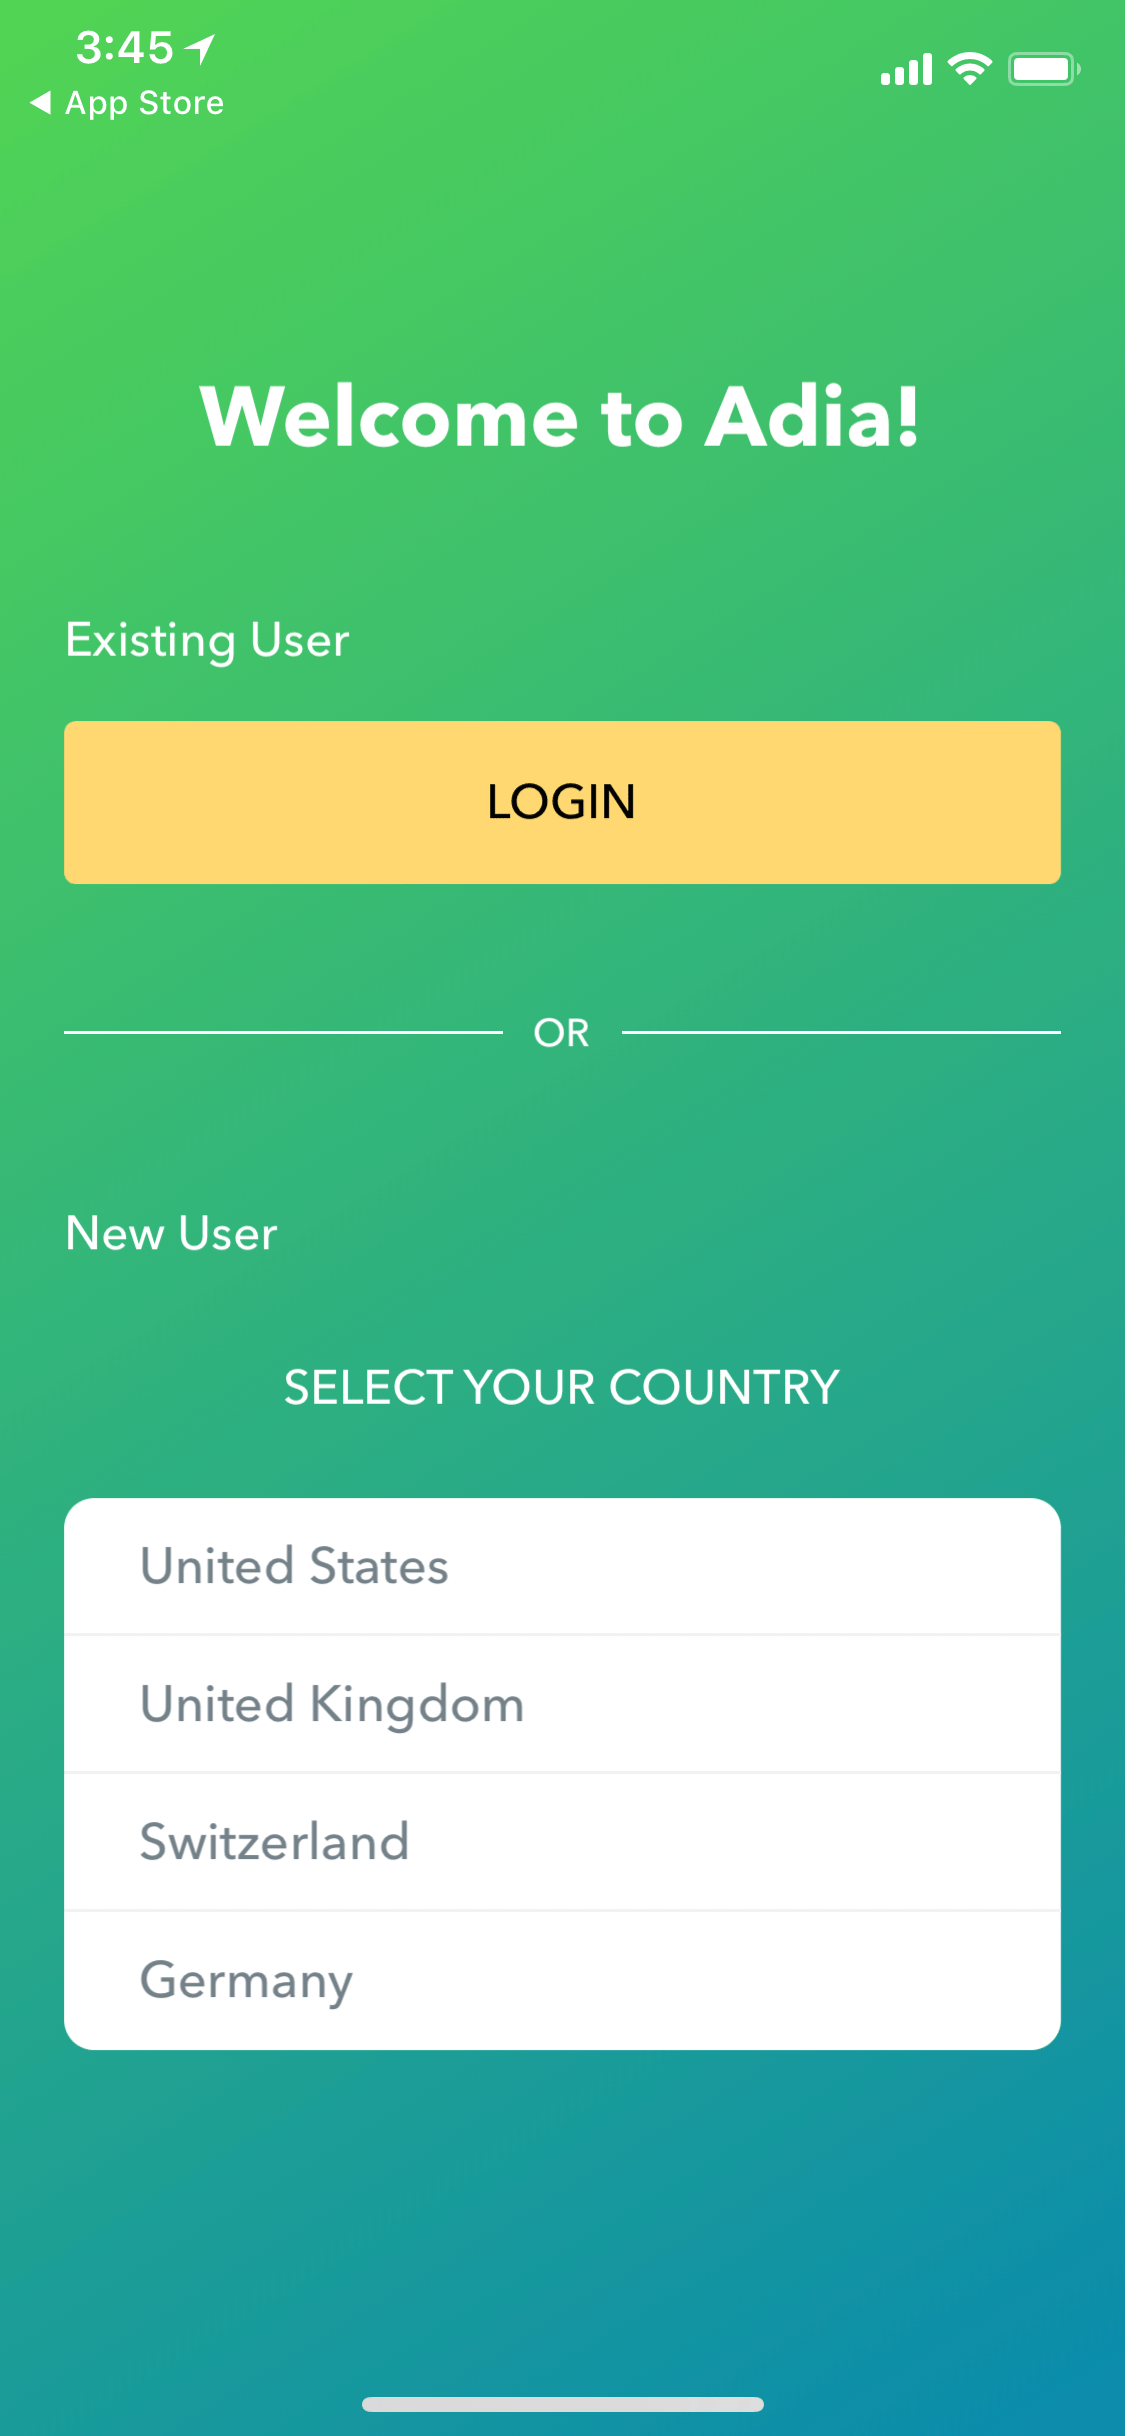 3:45
App Store
Welcome to Adia!
Existing User
LOGIN
OR
New User
SELECT YOUR COUNTRY
United States
United Kingdom
Switzerland
Germany